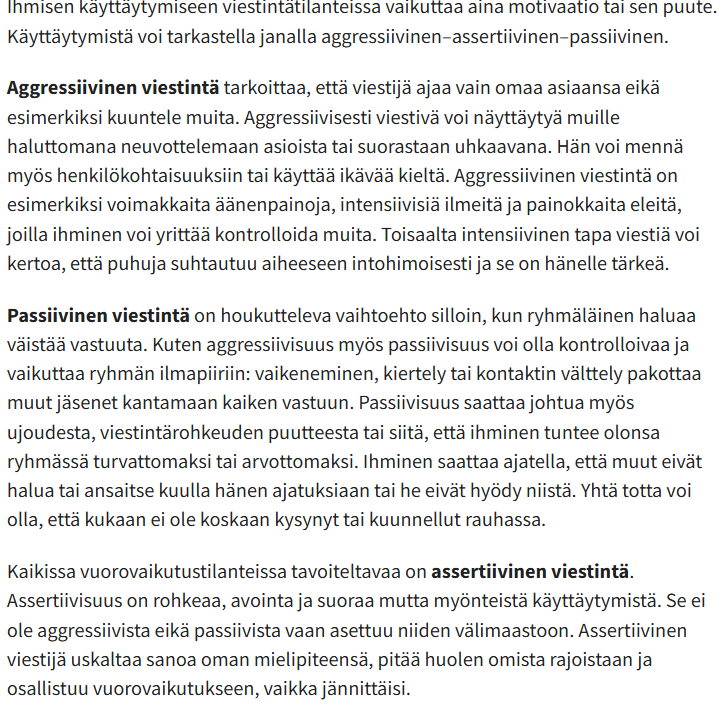 Ihmisen käyttäytymiseen viestintätilanteissa vaikuttaa aina motivaatio tai sen puute.
Käyttäytymistä voi tarkastella janalla aggressiivinen–assertiivinen–passiivinen.
Aggressiivinen viestintä tarkoittaa, että viestijä ajaa vain omaa asiaansa eikä
esimerkiksi kuuntele muita. Aggressiivisesti viestivä voi näyttäytyä muille
haluttomana neuvottelemaan asioista tai suorastaan uhkaavana. Hän voi mennä
myös henkilökohtaisuuksiin tai käyttää ikävää kieltä. Aggressiivinen viestintä on
esimerkiksi voimakkaita äänenpainoja, intensiivisiä ilmeitä ja painokkaita eleitä,
joilla ihminen voi yrittää kontrolloida muita. Toisaalta intensiivinen tapa viestiä voi
kertoa, että puhuja suhtautuu aiheeseen intohimoisesti ja se on hänelle tärkeä.
Passiivinen viestintä on houkutteleva vaihtoehto silloin, kun ryhmäläinen haluaa
väistää vastuuta. Kuten aggressiivisuus myös passiivisuus voi olla kontrolloivaa ja
vaikuttaa ryhmän ilmapiiriin: vaikeneminen, kiertely tai kontaktin välttely pakottaa
muut jäsenet kantamaan kaiken vastuun. Passiivisuus saattaa johtua myös
ujoudesta, viestintärohkeuden puutteesta tai siitä, että ihminen tuntee olonsa
ryhmässä turvattomaksi tai arvottomaksi. Ihminen saattaa ajatella, että muut eivät
halua tai ansaitse kuulla hänen ajatuksiaan tai he eivät hyödy niistä. Yhtä totta voi
olla, että kukaan ei ole koskaan kysynyt tai kuunnellut rauhassa.
Kaikissa vuorovaikutustilanteissa tavoiteltavaa on assertiivinen viestintä.
Assertiivisuus on rohkeaa, avointa ja suoraa mutta myönteistä käyttäytymistä. Se ei
ole aggressiivista eikä passiivista vaan asettuu niiden välimaastoon. Assertiivinen
viestijä uskaltaa sanoa oman mielipiteensä, pitää huolen omista rajoistaan ja
osallistuu vuorovaikutukseen, vaikka jännittäisi.